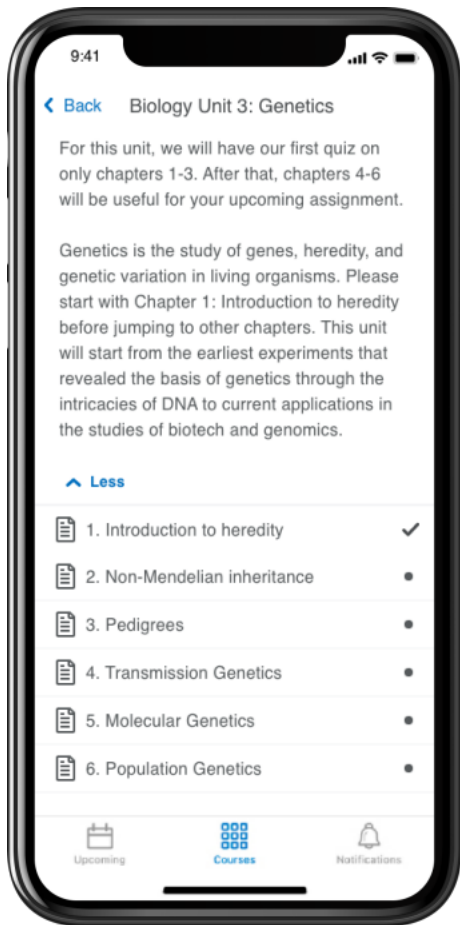 9:41
Back Biology Unit 3: Genetics
For this unit, we will have our first quiz on
only chapters 1-3. After that, chapters 4-6
will be useful for your upcoming assignment.
Genetics is the study of genes, heredity, and
genetic variation in living organisms. Please
start with Chapter 1: Introduction to heredity
before jumping to other chapters. This unit
will start from the earliest experiments that
revealed the basis of genetics through the
intricacies of DNA to current applications in
the studies of biotech and genomics.
Less
1. Introduction to heredity
2. Non-Mendelian inheritance
3. Pedigrees
4. Transmission Genetics
5. Molecular Genetics
6. Population Genetics
Upcoming Courses Notifications